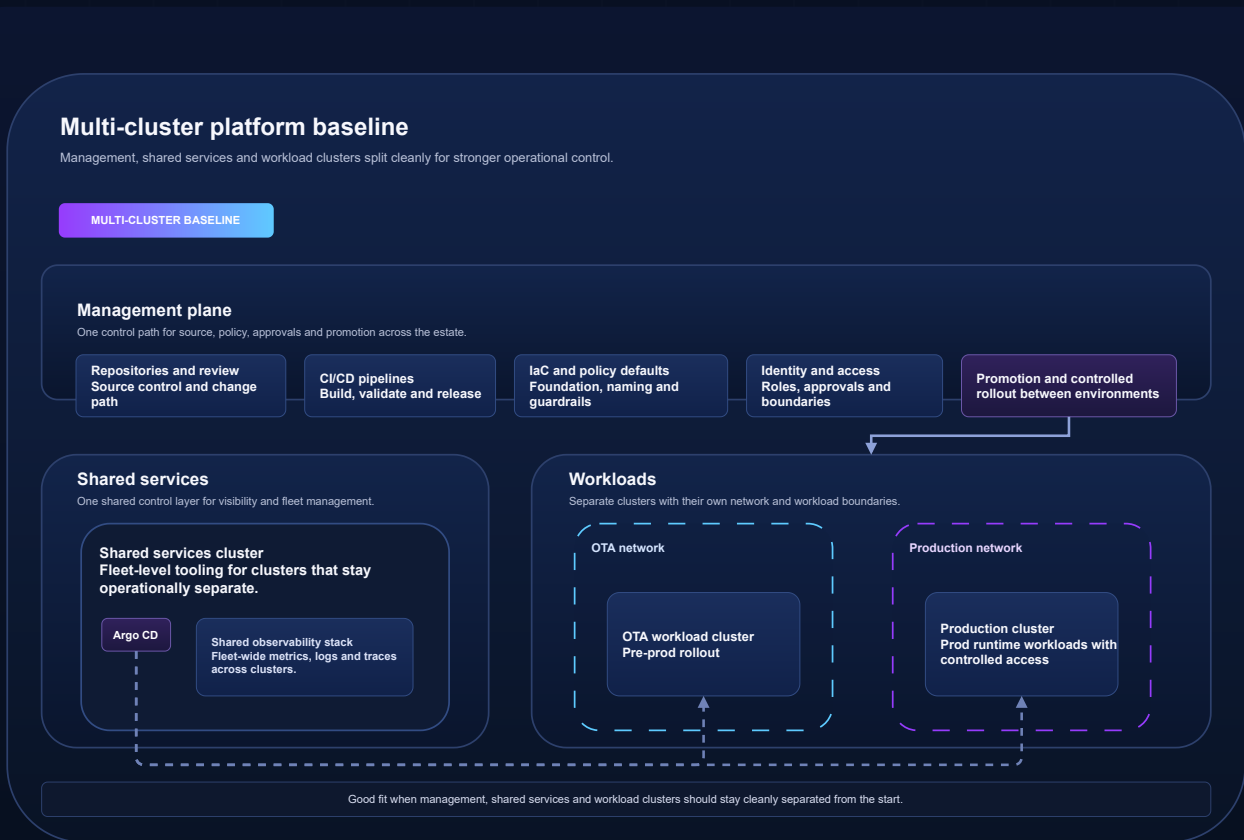 Multi-cluster platform baseline
Management, shared services and workload clusters split cleanly for stronger operational control.
MULTI-CLUSTER BASELINE
Management plane
One control path for source, policy, approvals and promotion across the estate.
Repositories and review
Source control and change
path
CI/CD pipelines
Build, validate and release
IaC and policy defaults
Foundation, naming and
guardrails
Identity and access
Roles, approvals and
boundaries
Promotion and controlled
rollout between environments
Shared services
One shared control layer for visibility and fleet management.
Shared services cluster
Fleet-level tooling for clusters that stay
operationally separate.
Argo CD
Shared observability stack
Fleet-wide metrics, logs and traces
across clusters.
Workloads
Separate clusters with their own network and workload boundaries.
OTA network
OTA workload cluster
Pre-prod rollout
Production network
Production cluster
Prod runtime workloads with
controlled access
Good fit when management, shared services and workload clusters should stay cleanly separated from the start.